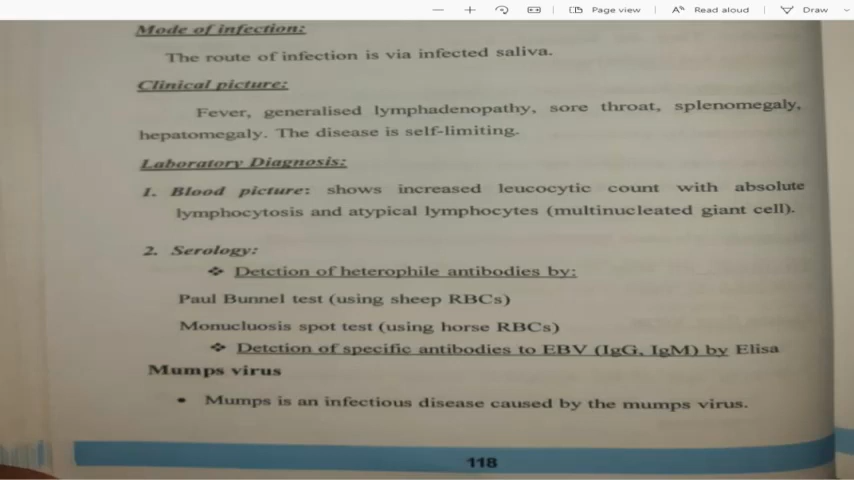 Page view
Read aloud
Draw
Mode of infection:
The route of infection is via infected saliva.
Clinical picture:
Fever, generalised lymphadenopathy, sore throat, splenomegaly,
hepatomegaly. The disease is self-limiting.
Laboratory Diagnosis:
1. Blood picture: shows increased leucocytic count with absolute
lymphocytosis and atypical lymphocytes (multinucleated giant cell).
2. Serology:
❖ Detction of heterophile antibodies by:
Paul Bunnel test (using sheep RBCs)
Monucluosis spot test (using horse RBCs)
❖ Detction of specific antibodies to EBV (IgG, IgM) by Elisa
Mumps virus
• Mumps is an infectious disease caused by the mumps virus.
118